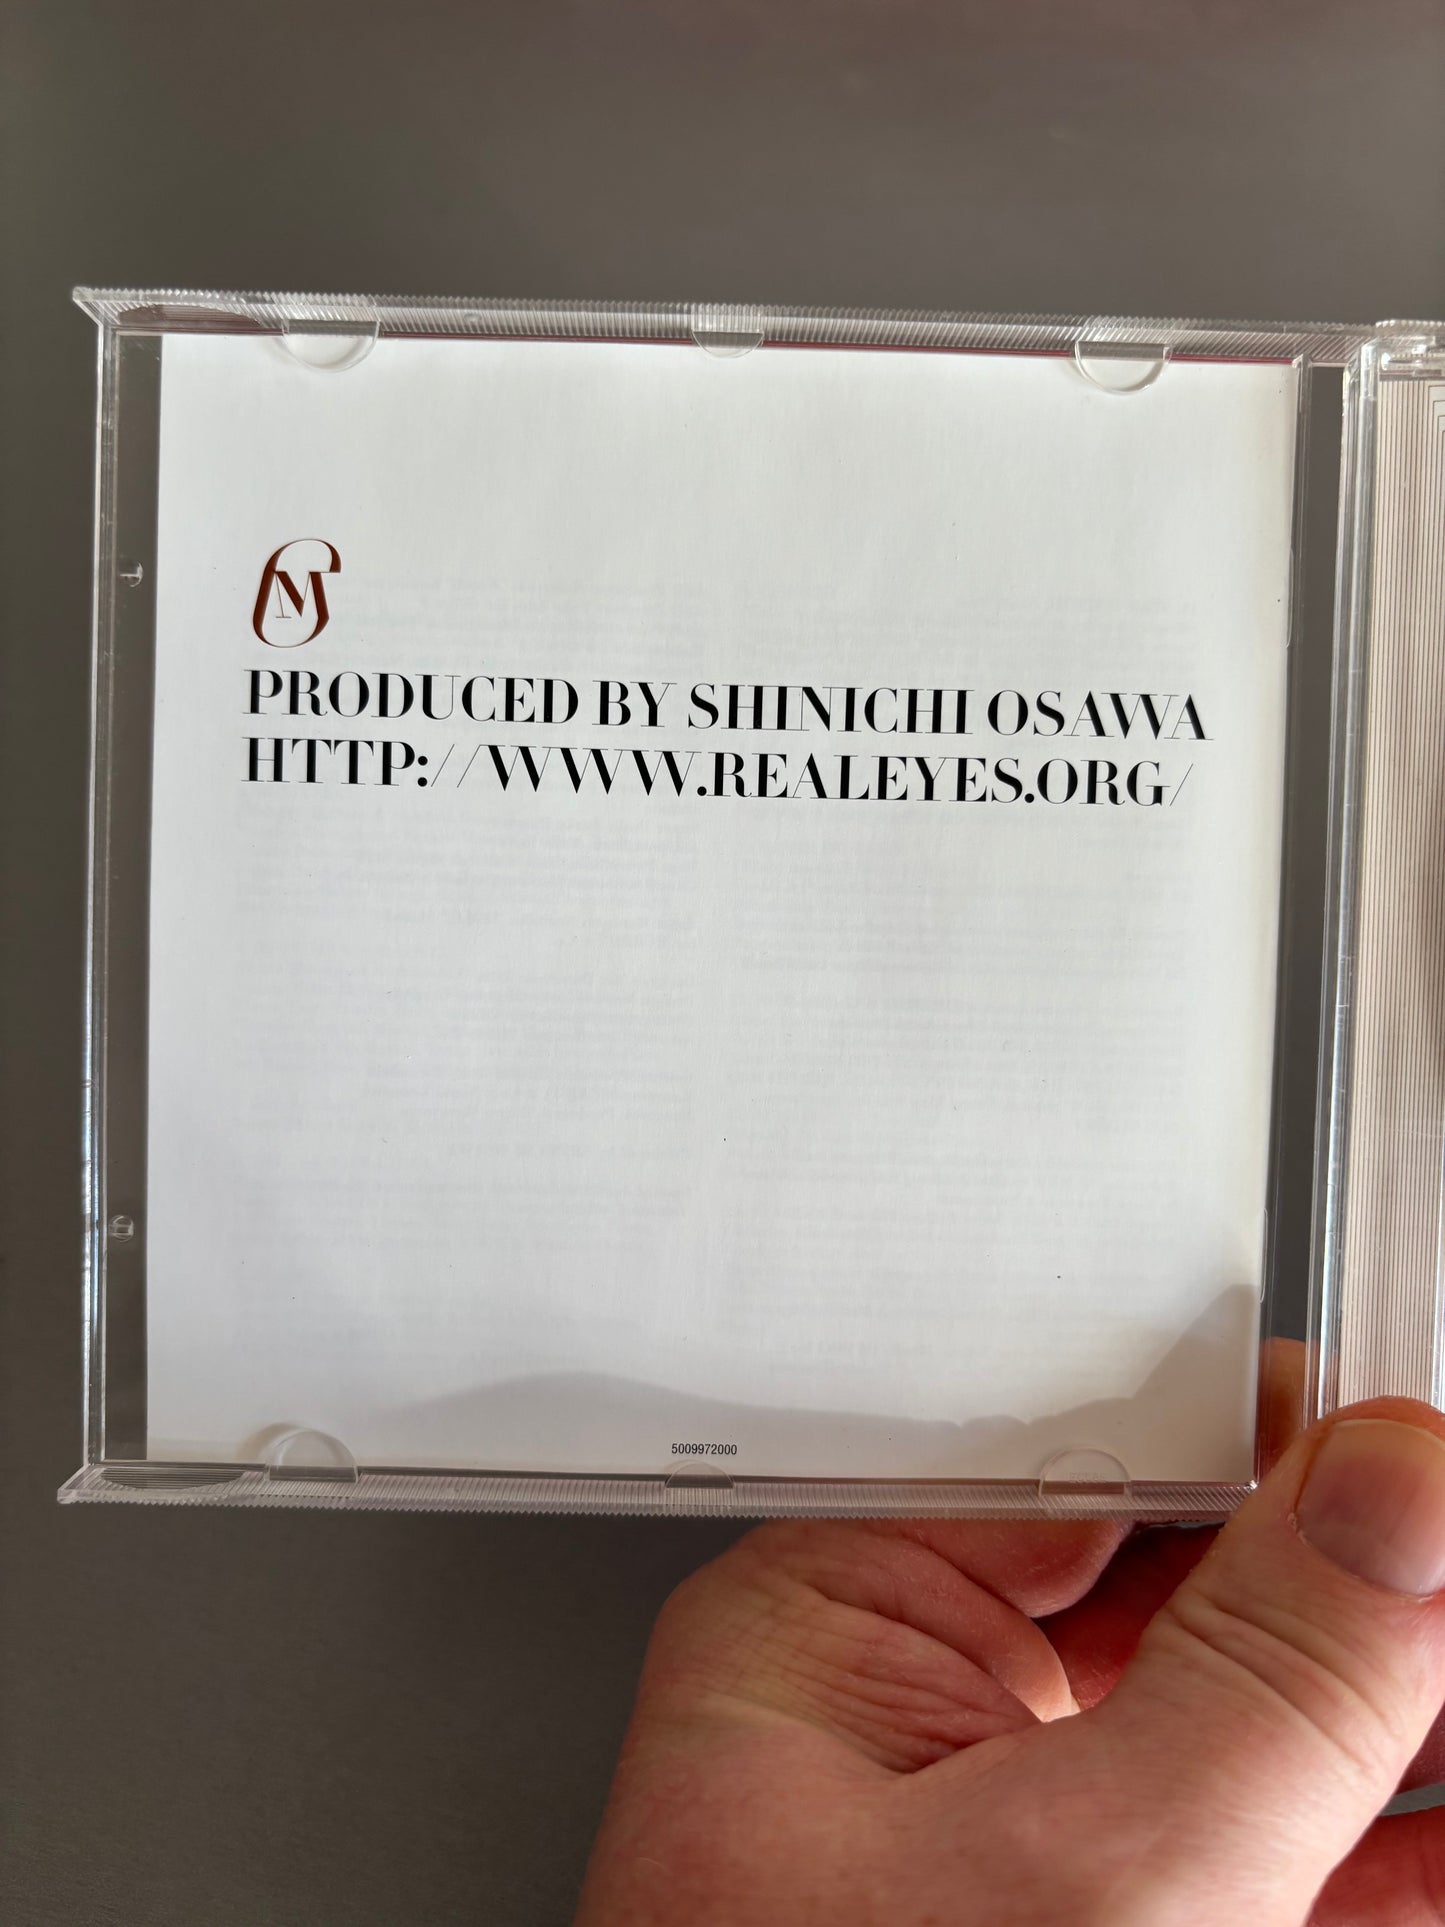 M
PRODUCED BY SHINICHI OSAWA
HTTP://WWW.REALEYES.ORG/
5009972000